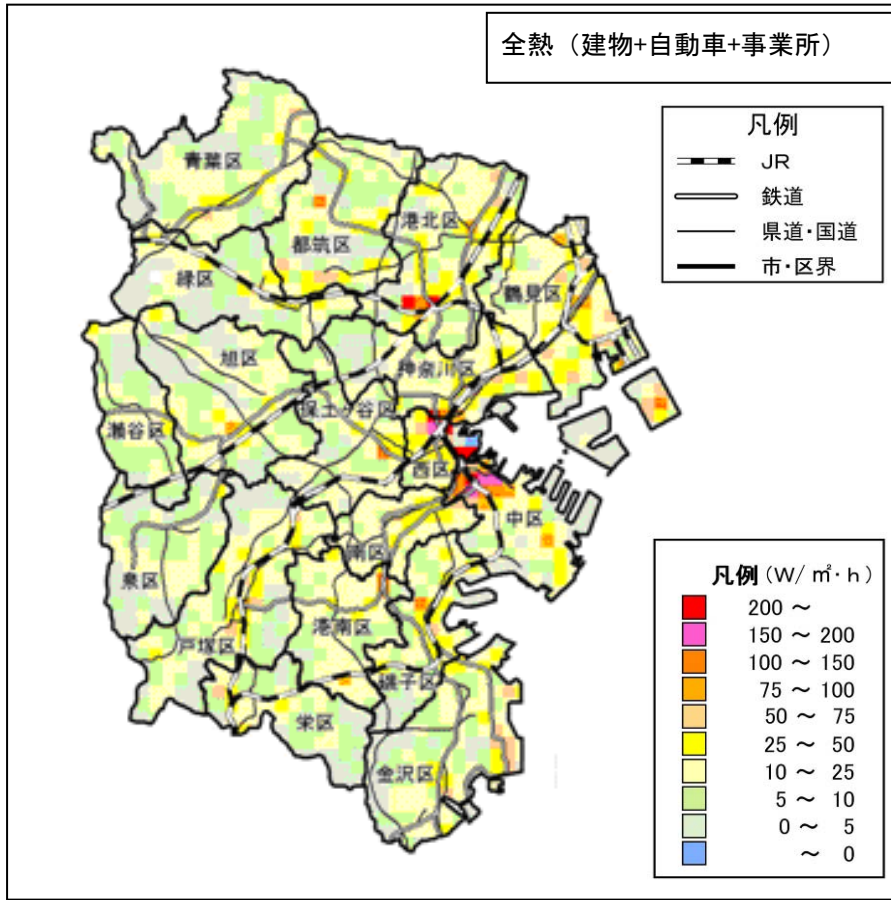 全熱（建物+自動車+事業所）
凡例
JR
鉄道
県道・国道
市・区界
青葉区
港北区
都筑区
緑区
鶴見区
旭区
神奈川区
保土ヶ谷区
瀬谷区
西区
中区
南区
泉区
港南区
戸塚区
磯子区
栄区
金沢区
凡例 (W/㎡・h)
200 ～
150 ～ 200
100 ～ 150
75 ～ 100
50 ～ 75
25 ～ 50
10 ～ 25
5 ～ 10
0 ～ 5
～ 0